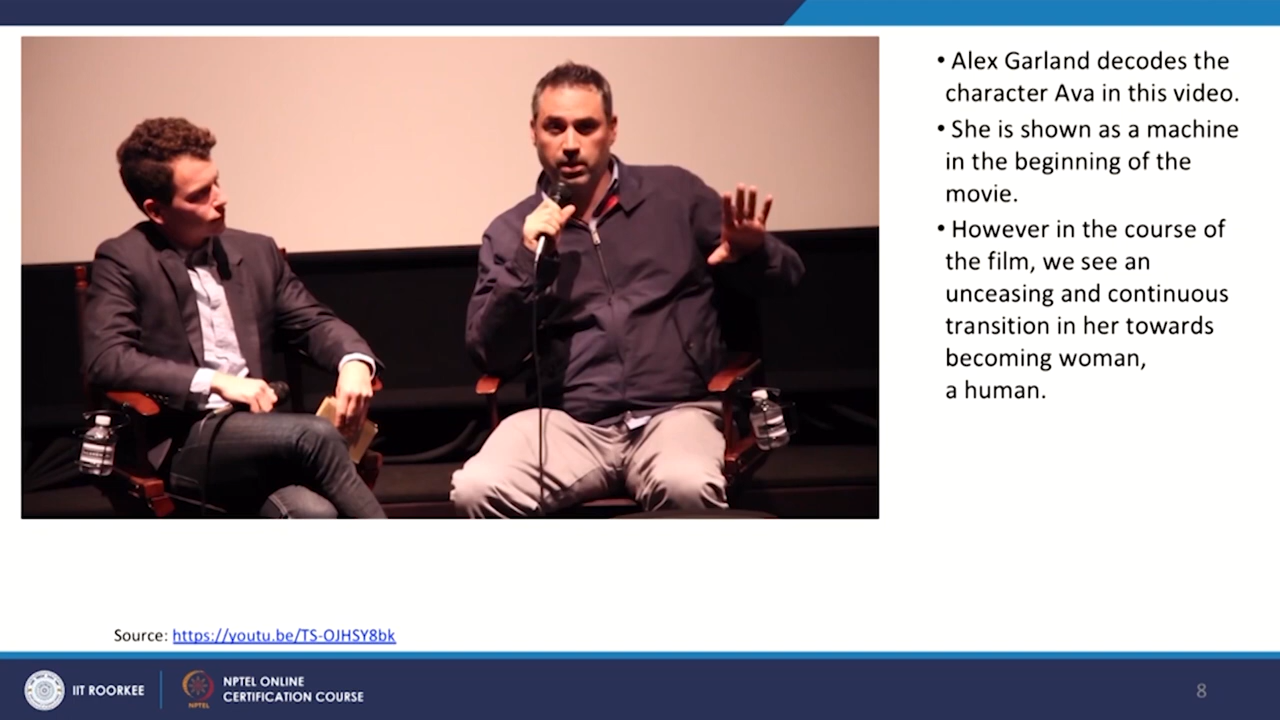 • Alex Garland decodes the
character Ava in this video.
• She is shown as a machine
in the beginning of the
movie.
• However in the course of
the film, we see an
unceasing and continuous
transition in her towards
becoming woman,
a human.
Source: https://youtu.be/TS-OJHSY8bk
IIT ROORKEE
NPTEL
NPTEL ONLINE
CERTIFICATION COURSE
8